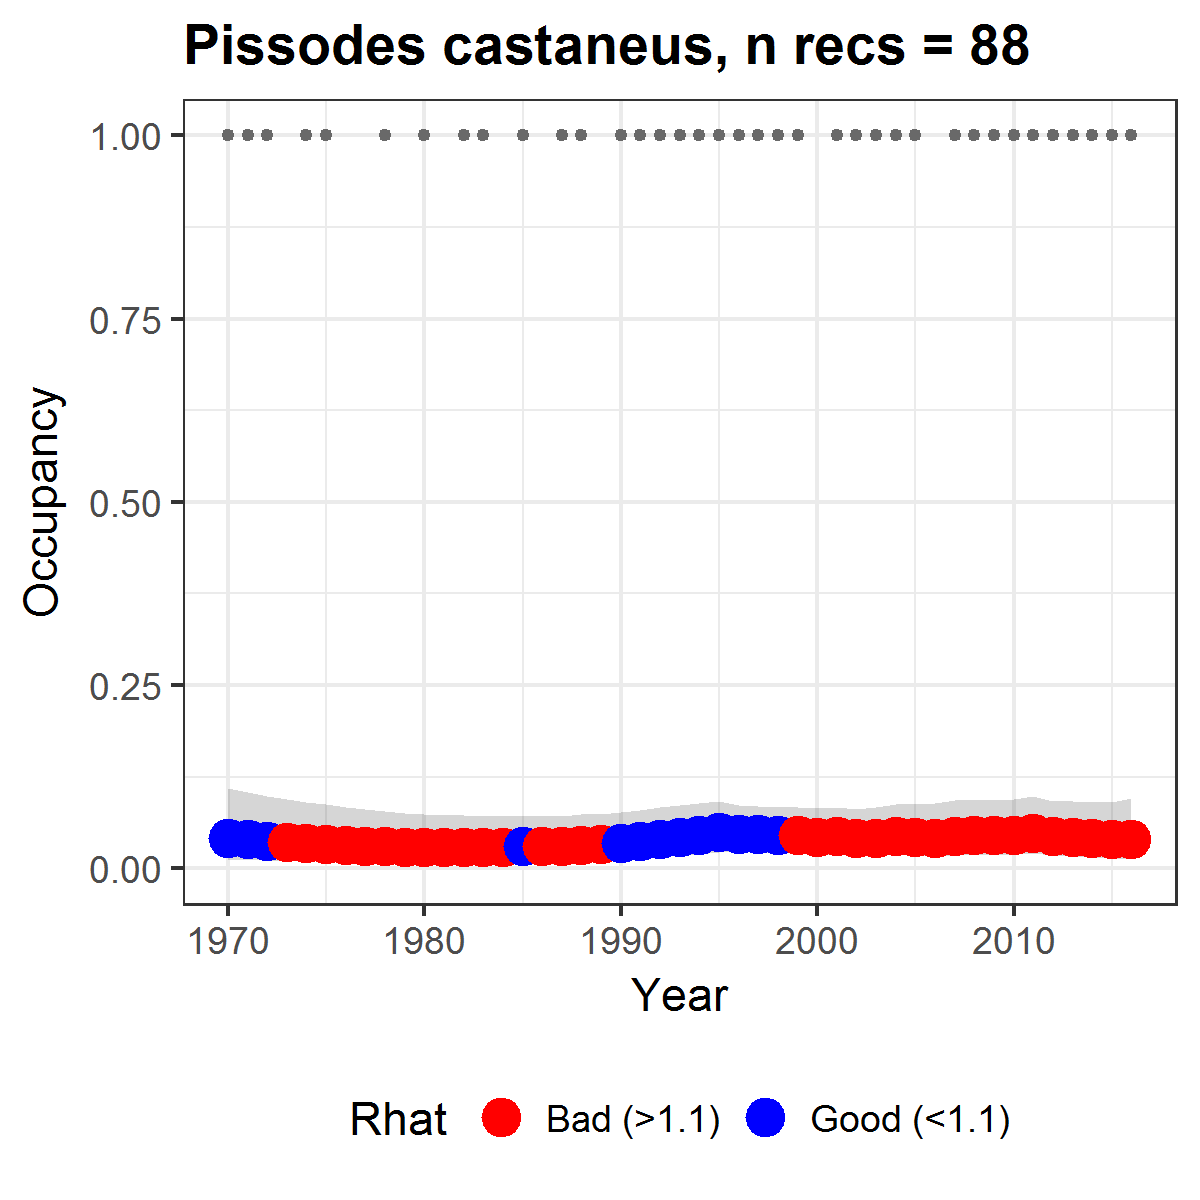 Pissodes castaneus, n recs = 88
1.00
0.75
0.50
0.25
0.00
Occupancy
1970 1980 1990 2000 2010
Year
Rhat Bad (>1.1) Good (<1.1)